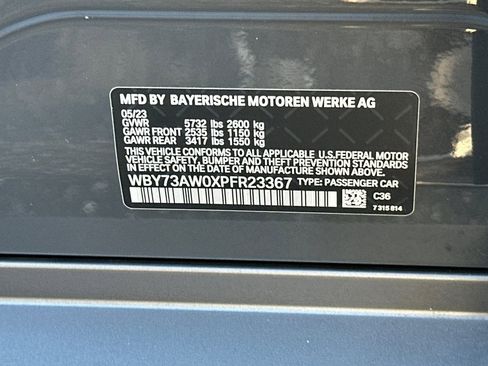 MFD BY BAYERISCHE MOTOREN WERKE AG
05/23
GVWR 5732 lbs 2600 kg
GAWR FRONT 2535 lbs 1150 kg
GAWR REAR 3417 lbs 1550 kg
THIS VEHICLE CONFORMS TO ALL APPLICABLE U.S. FEDERAL MOTOR
VEHICLE SAFETY, BUMPER AND THEFT PREVENTION STANDARDS
IN EFFECT ON THE DATE OF MANUFACTURE SHOWN ABOVE.
WBY73AW0XPFR23367 TYPE: PASSENGER CAR
C36
7 315 814